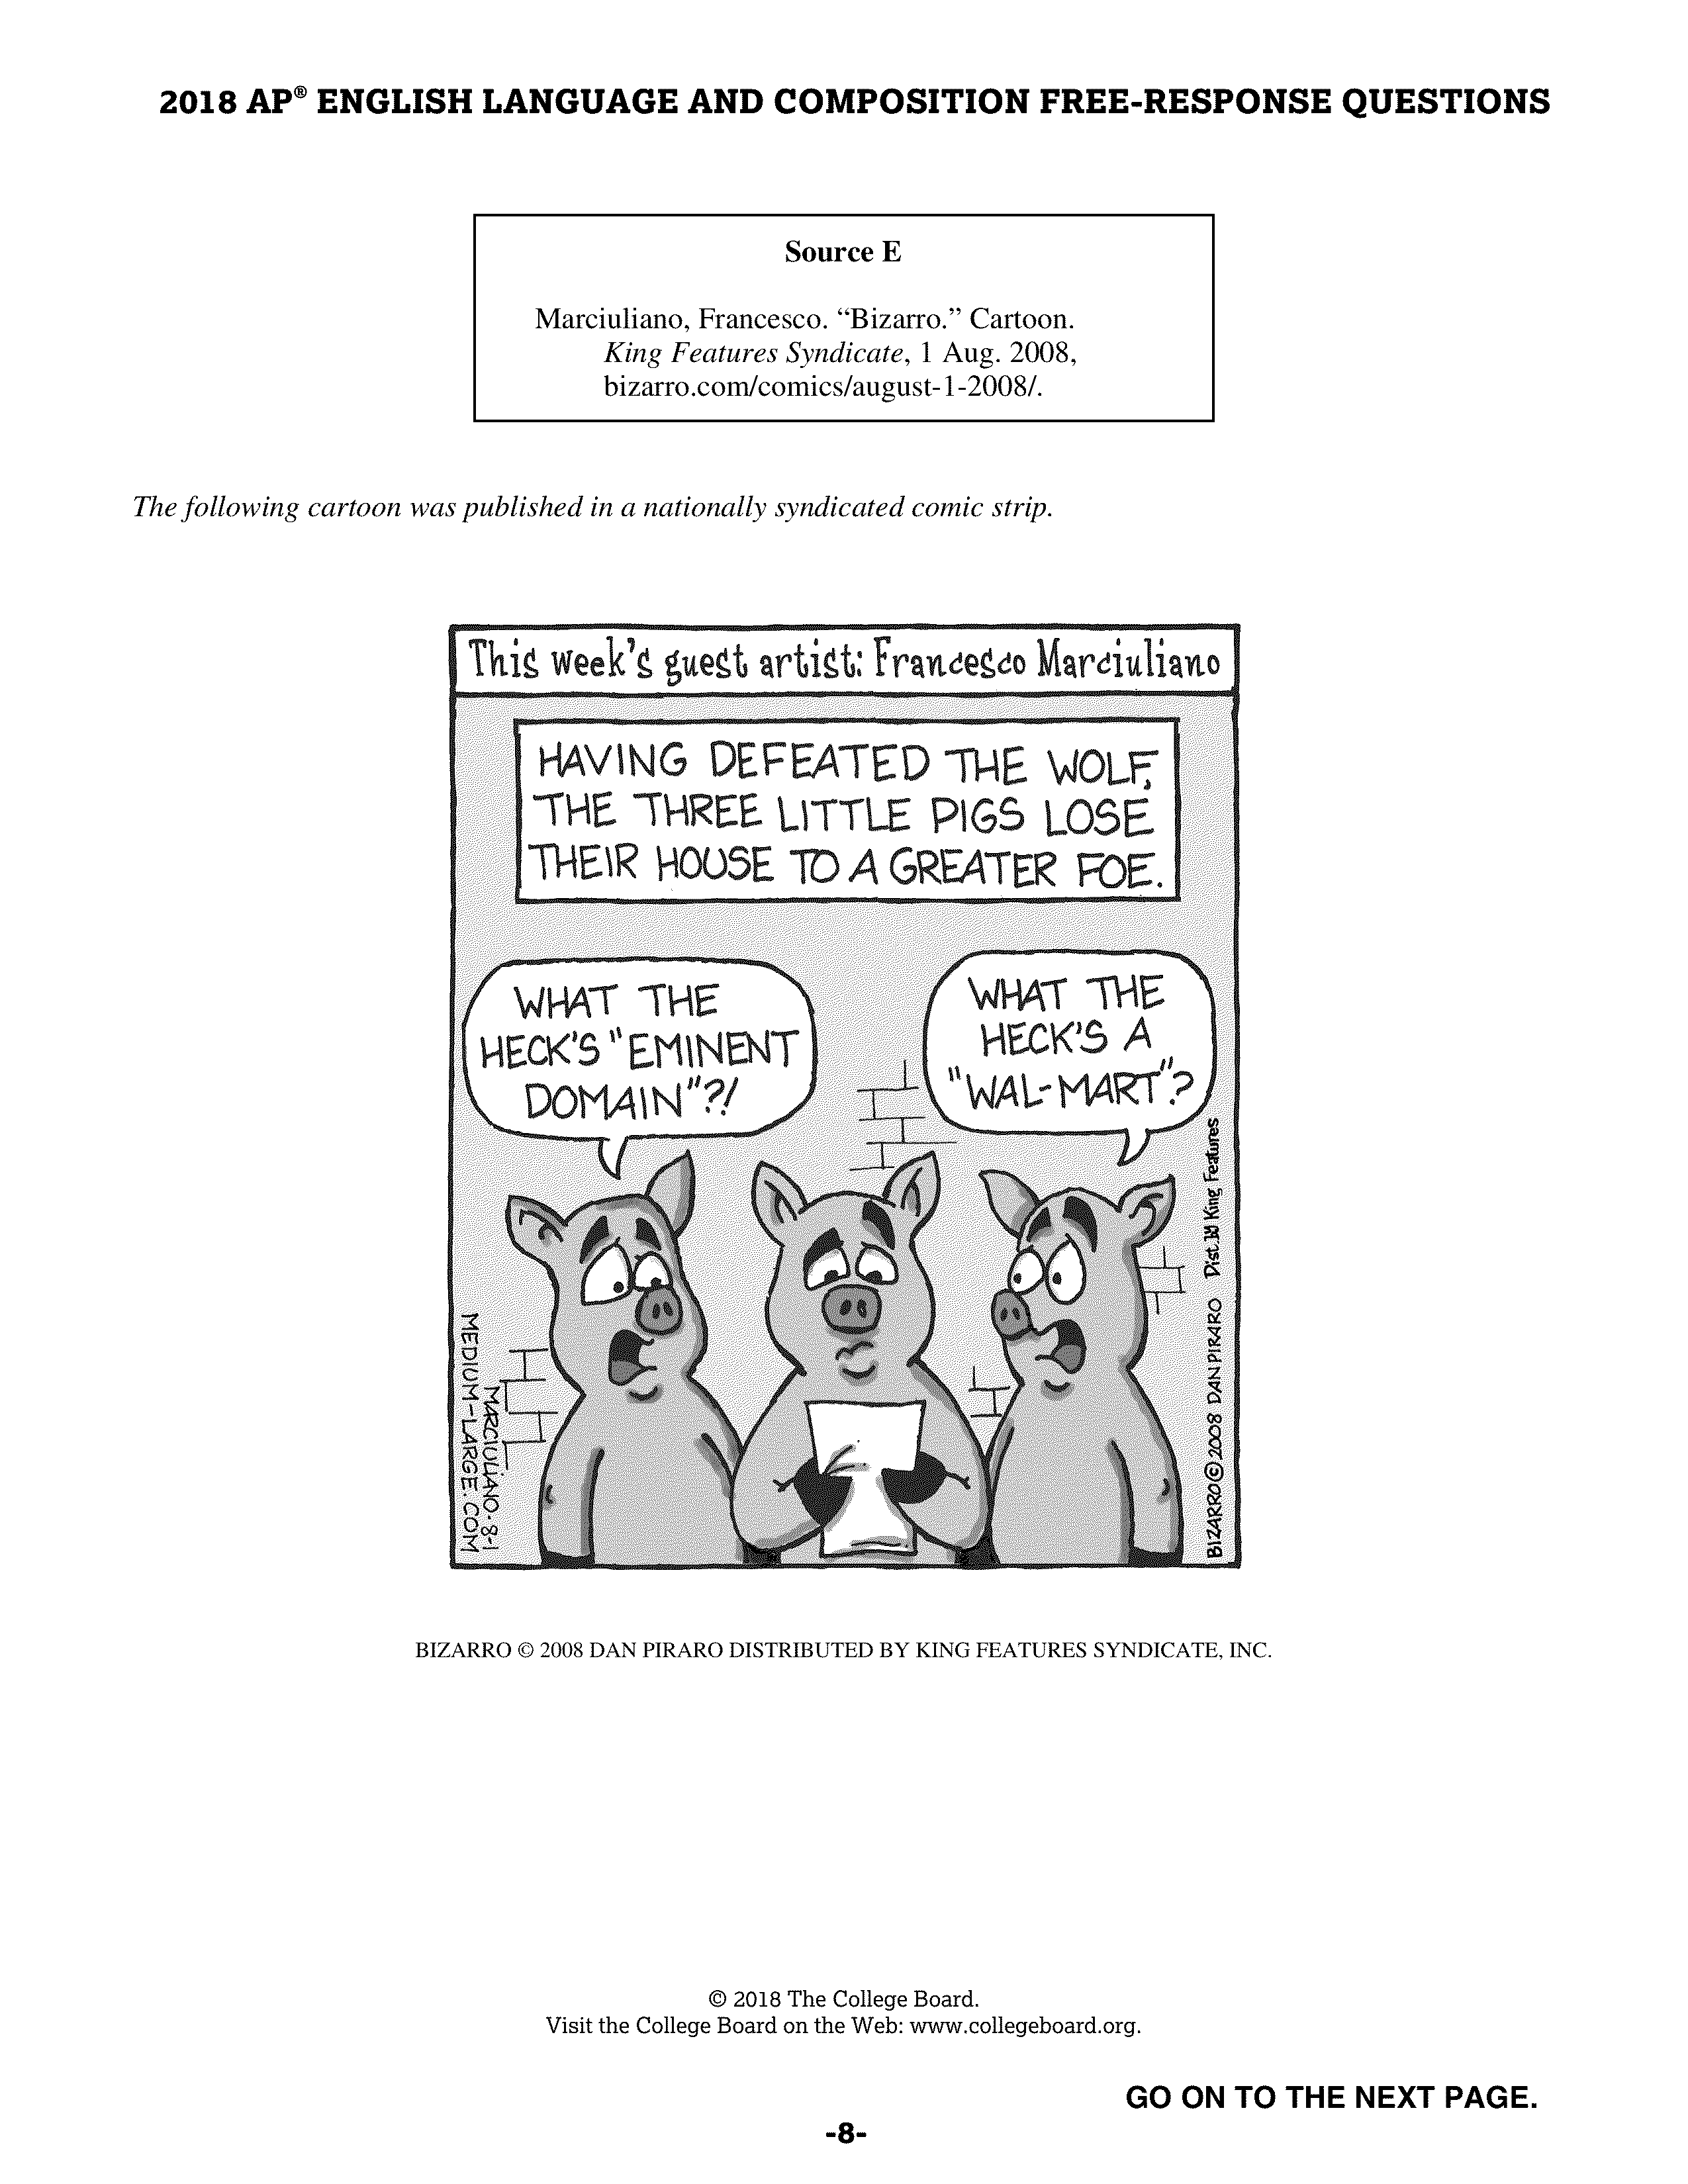 2018 AP® ENGLISH LANGUAGE AND COMPOSITION FREE-RESPONSE QUESTIONS
Source E
Marciuliano, Francesco. “Bizarro.” Cartoon.
King Features Syndicate, 1 Aug. 2008,
bizarro.com/comics/august-1-2008/.
The following cartoon was published in a nationally syndicated comic strip.
This week's guest artist: Francesco Marciuliano
HAVING DEFEATED THE WOLF,
THE THREE LITTLE PIGS LOSE
THEIR HOUSE TO A GREATER FOE.
WHAT THE
HECK'S "EMINENT
DOMAIN"?!
WHAT THE
HECK'S A
"WAL-MART"?
MARCIULIANO-8-1
MEDIUM-LARGE.COM
BIZARRO © 2008 DAN PIRARO Dist. by King Features
BIZARRO © 2008 DAN PIRARO DISTRIBUTED BY KING FEATURES SYNDICATE, INC.
© 2018 The College Board.
Visit the College Board on the Web: www.collegeboard.org.
GO ON TO THE NEXT PAGE.
-8-